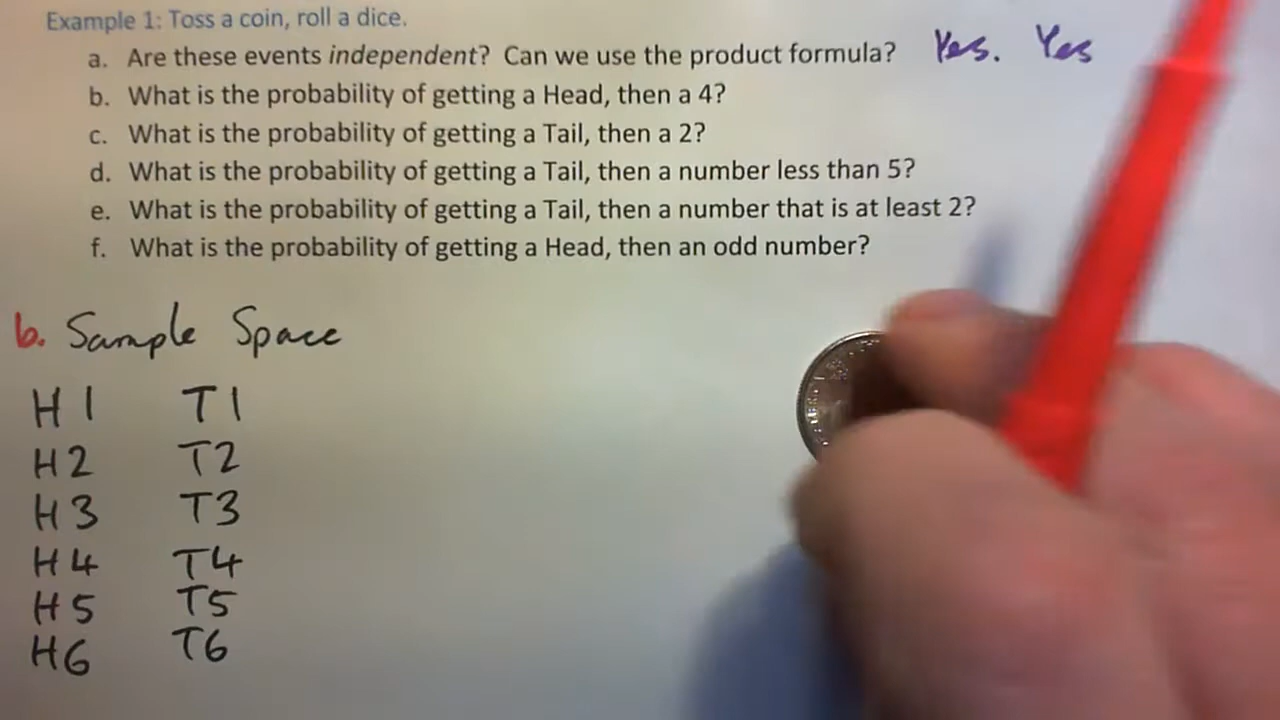 Example 1: Toss a coin, roll a dice.
a. Are these events independent? Can we use the product formula? Yes. Yes
b. What is the probability of getting a Head, then a 4?
c. What is the probability of getting a Tail, then a 2?
d. What is the probability of getting a Tail, then a number less than 5?
e. What is the probability of getting a Tail, then a number that is at least 2?
f. What is the probability of getting a Head, then an odd number?
b. Sample Space
H1 T1
H2 T2
H3 T3
H4 T4
H5 T5
H6 T6